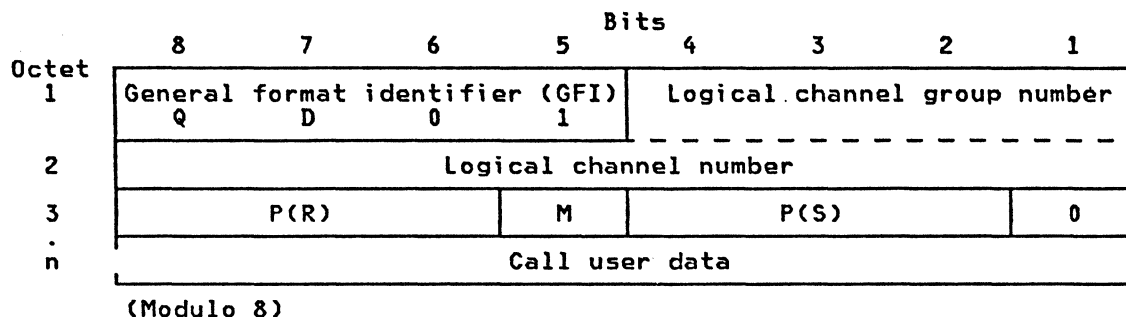 Bits
8 7 6 5 4 3 2 1
Octet
1 General format identifier (GFI) Logical channel group number
Q D 0 1
2 Logical channel number
3 P(R) M P(S) 0
.
n Call user data
(Modulo 8)